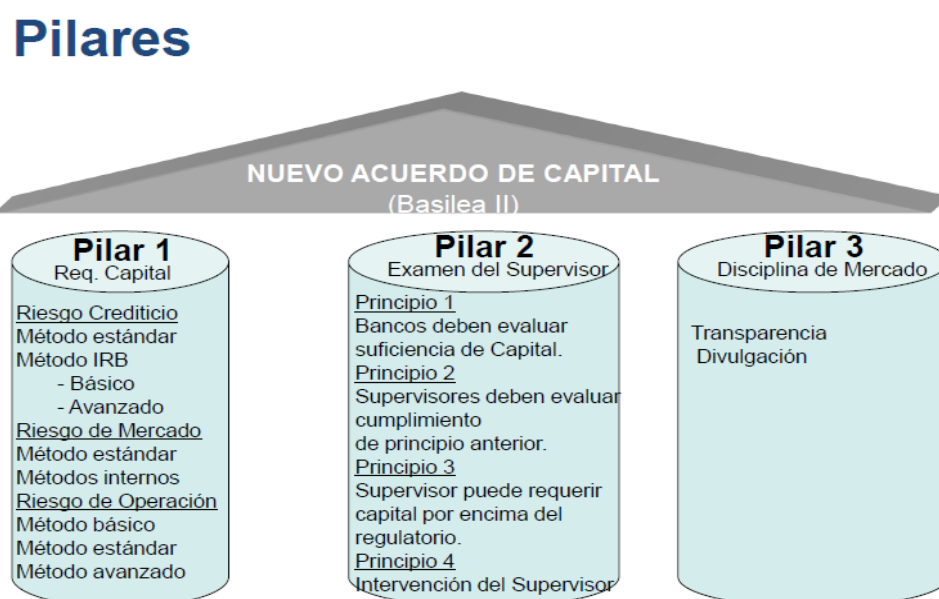 Pilares
NUEVO ACUERDO DE CAPITAL
(Basilea II)
Pilar 1
Req. Capital
Riesgo Crediticio
Método estándar
Método IRB
- Básico
- Avanzado
Riesgo de Mercado
Método estándar
Métodos internos
Riesgo de Operación
Método básico
Método estándar
Método avanzado
Pilar 2
Examen del Supervisor
Principio 1
Bancos deben evaluar
suficiencia de Capital.
Principio 2
Supervisores deben evaluar
cumplimiento
de principio anterior.
Principio 3
Supervisor puede requerir
capital por encima del
regulatorio.
Principio 4
Intervención del Supervisor
Pilar 3
Disciplina de Mercado
Transparencia
Divulgación